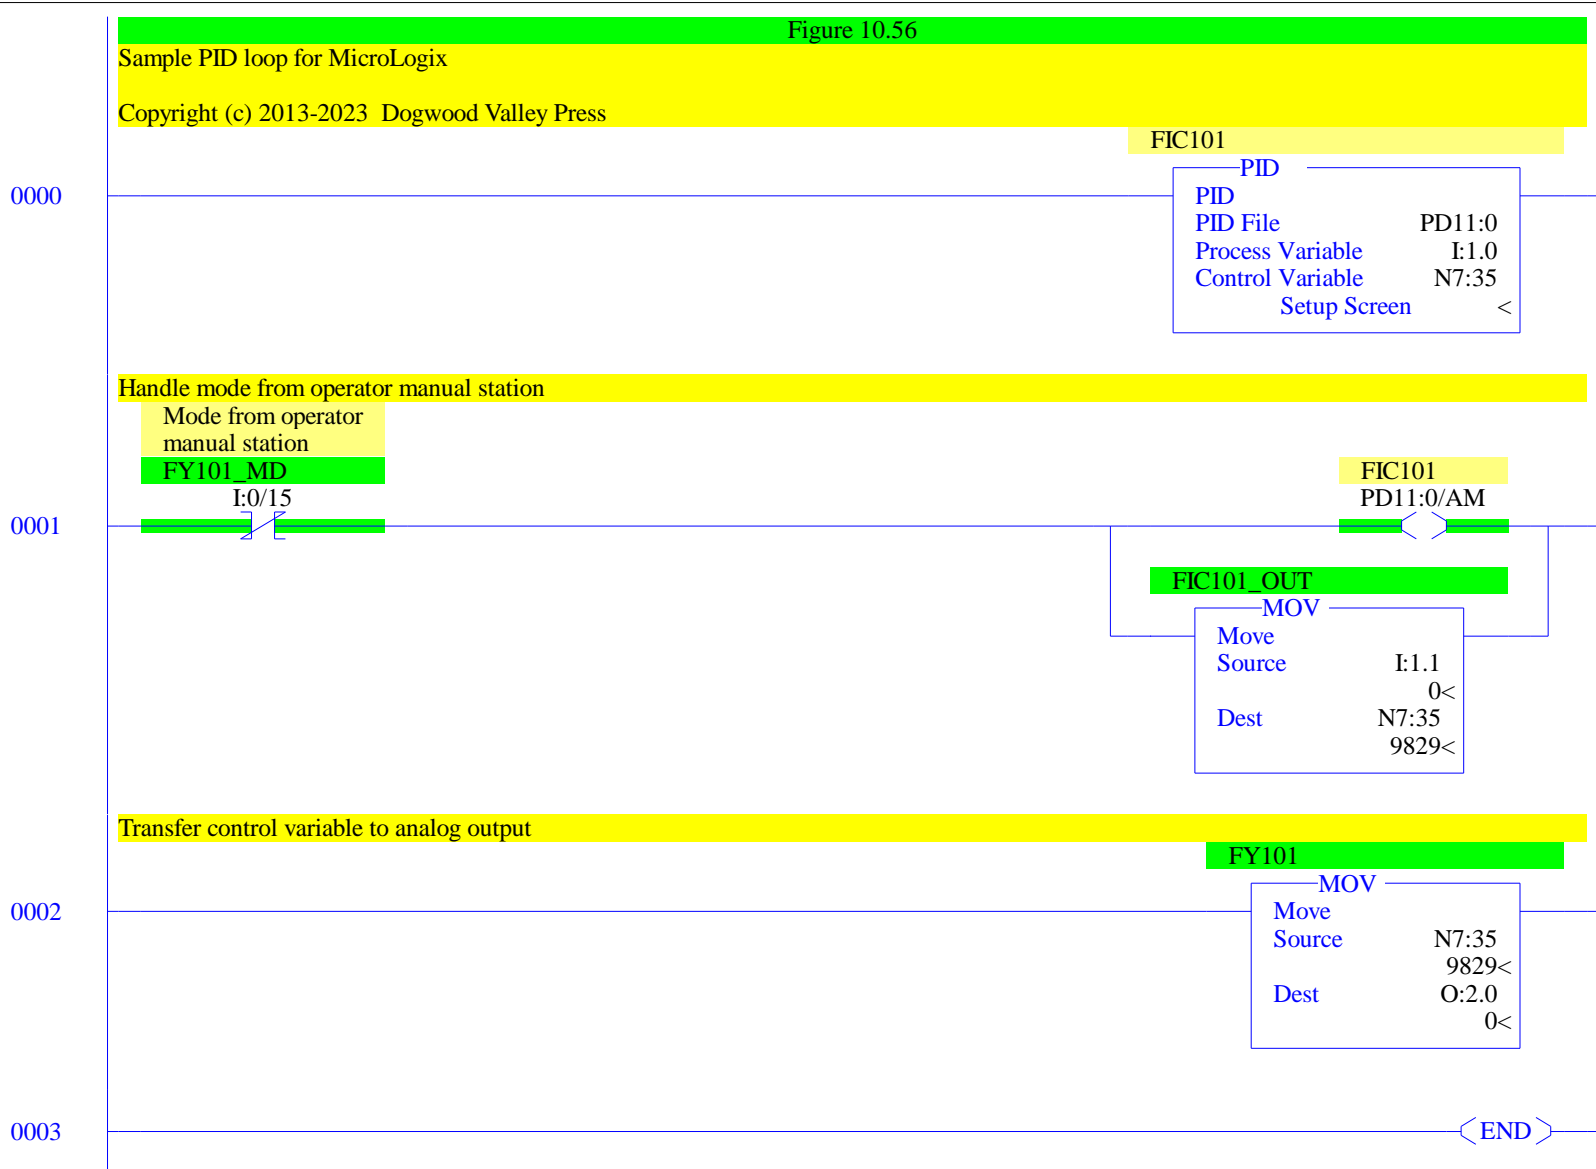 Figure 10.56
Sample PID loop for MicroLogix
Copyright (c) 2013-2023 Dogwood Valley Press
FIC101
PID
0000
PID
PID File PD11:0
Process Variable I:1.0
Control Variable N7:35
Setup Screen <
Handle mode from operator manual station
Mode from operator
manual station
FY101_MD
I:0/15
FIC101
PD11:0/AM
0001
FIC101_OUT
MOV
Move
Source I:1.1
0<
Dest N7:35
9829<
Transfer control variable to analog output
FY101
MOV
0002
Move
Source N7:35
9829<
Dest O:2.0
0<
0003
END